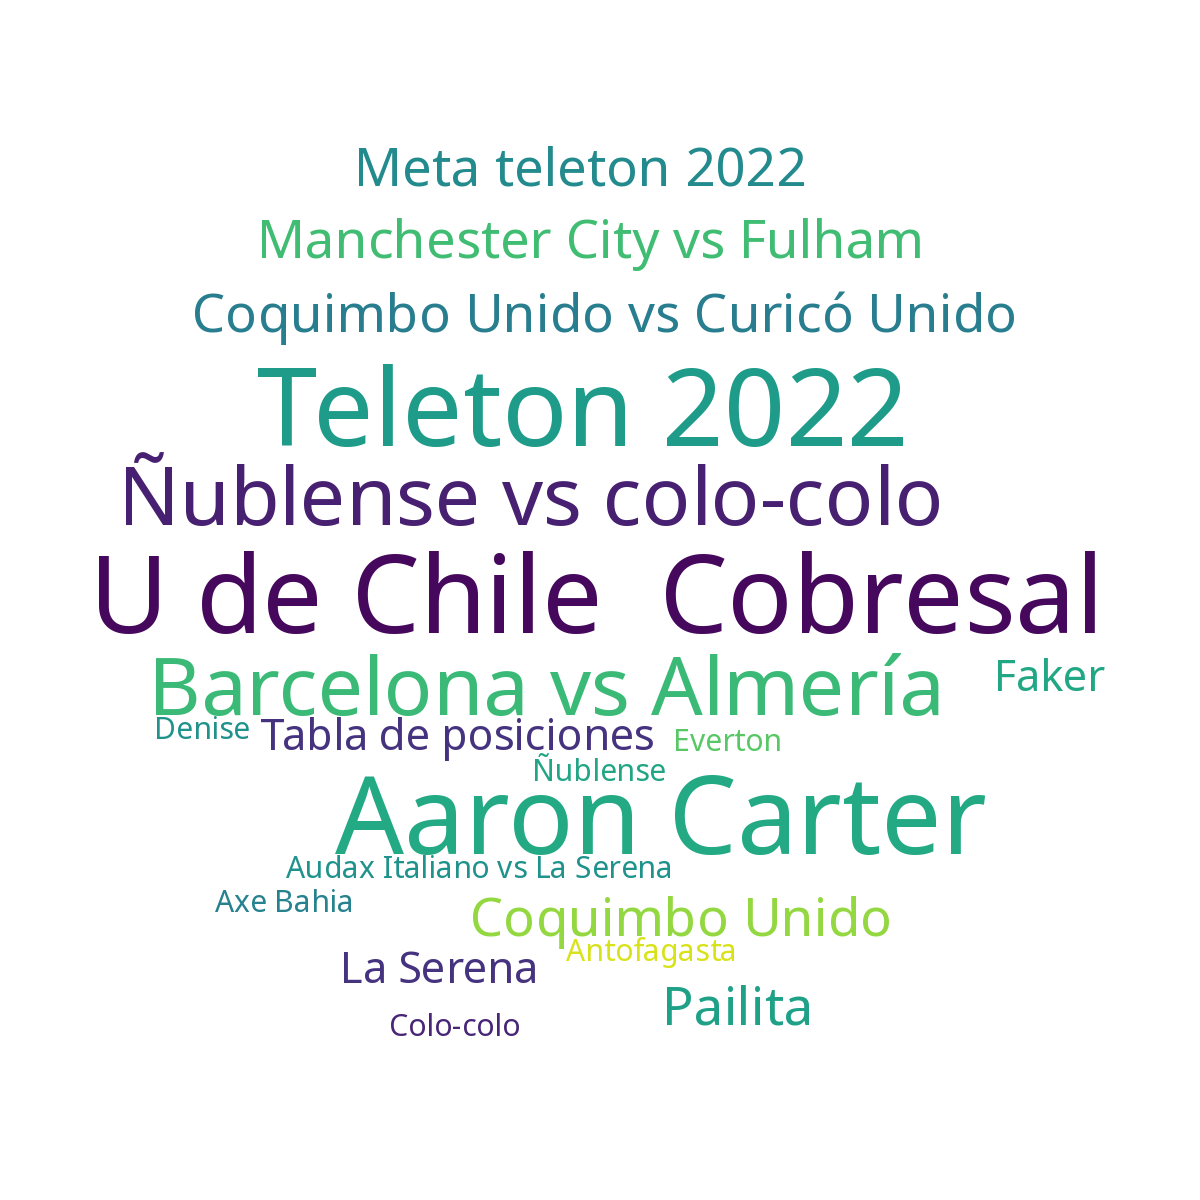 Meta teleton 2022
Manchester City vs Fulham
Coquimbo Unido vs Curicó Unido
Teleton 2022
Ñublense vs colo-colo
U de Chile  Cobresal
Barcelona vs Almería
Faker
Denise
Tabla de posiciones
Everton
Ñublense
Aaron Carter
Audax Italiano vs La Serena
Axe Bahia
Coquimbo Unido
Antofagasta
La Serena
Pailita
Colo-colo